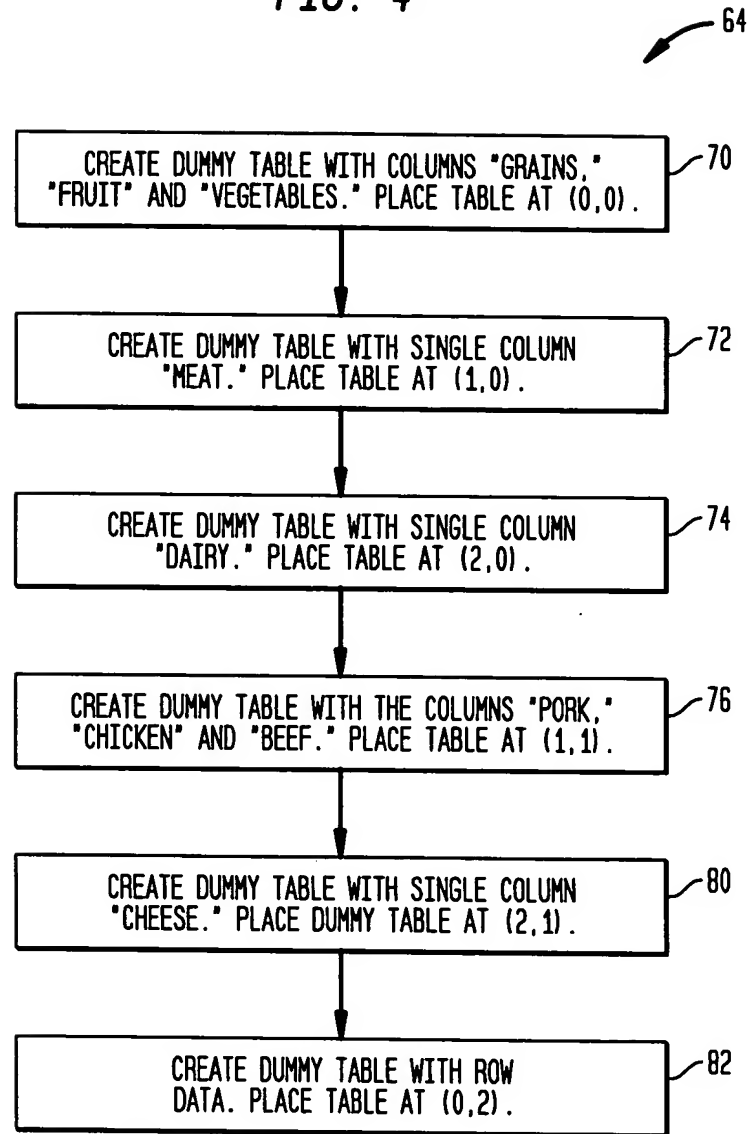 FIG. 4
64
CREATE DUMMY TABLE WITH COLUMNS "GRAINS,"
"FRUIT" AND "VEGETABLES." PLACE TABLE AT (0,0).
70
CREATE DUMMY TABLE WITH SINGLE COLUMN
"MEAT." PLACE TABLE AT (1,0).
72
CREATE DUMMY TABLE WITH SINGLE COLUMN
"DAIRY." PLACE TABLE AT (2,0).
74
CREATE DUMMY TABLE WITH THE COLUMNS "PORK,"
"CHICKEN" AND "BEEF." PLACE TABLE AT (1,1).
76
CREATE DUMMY TABLE WITH SINGLE COLUMN
"CHEESE." PLACE DUMMY TABLE AT (2,1).
80
CREATE DUMMY TABLE WITH ROW
DATA. PLACE TABLE AT (0,2).
82